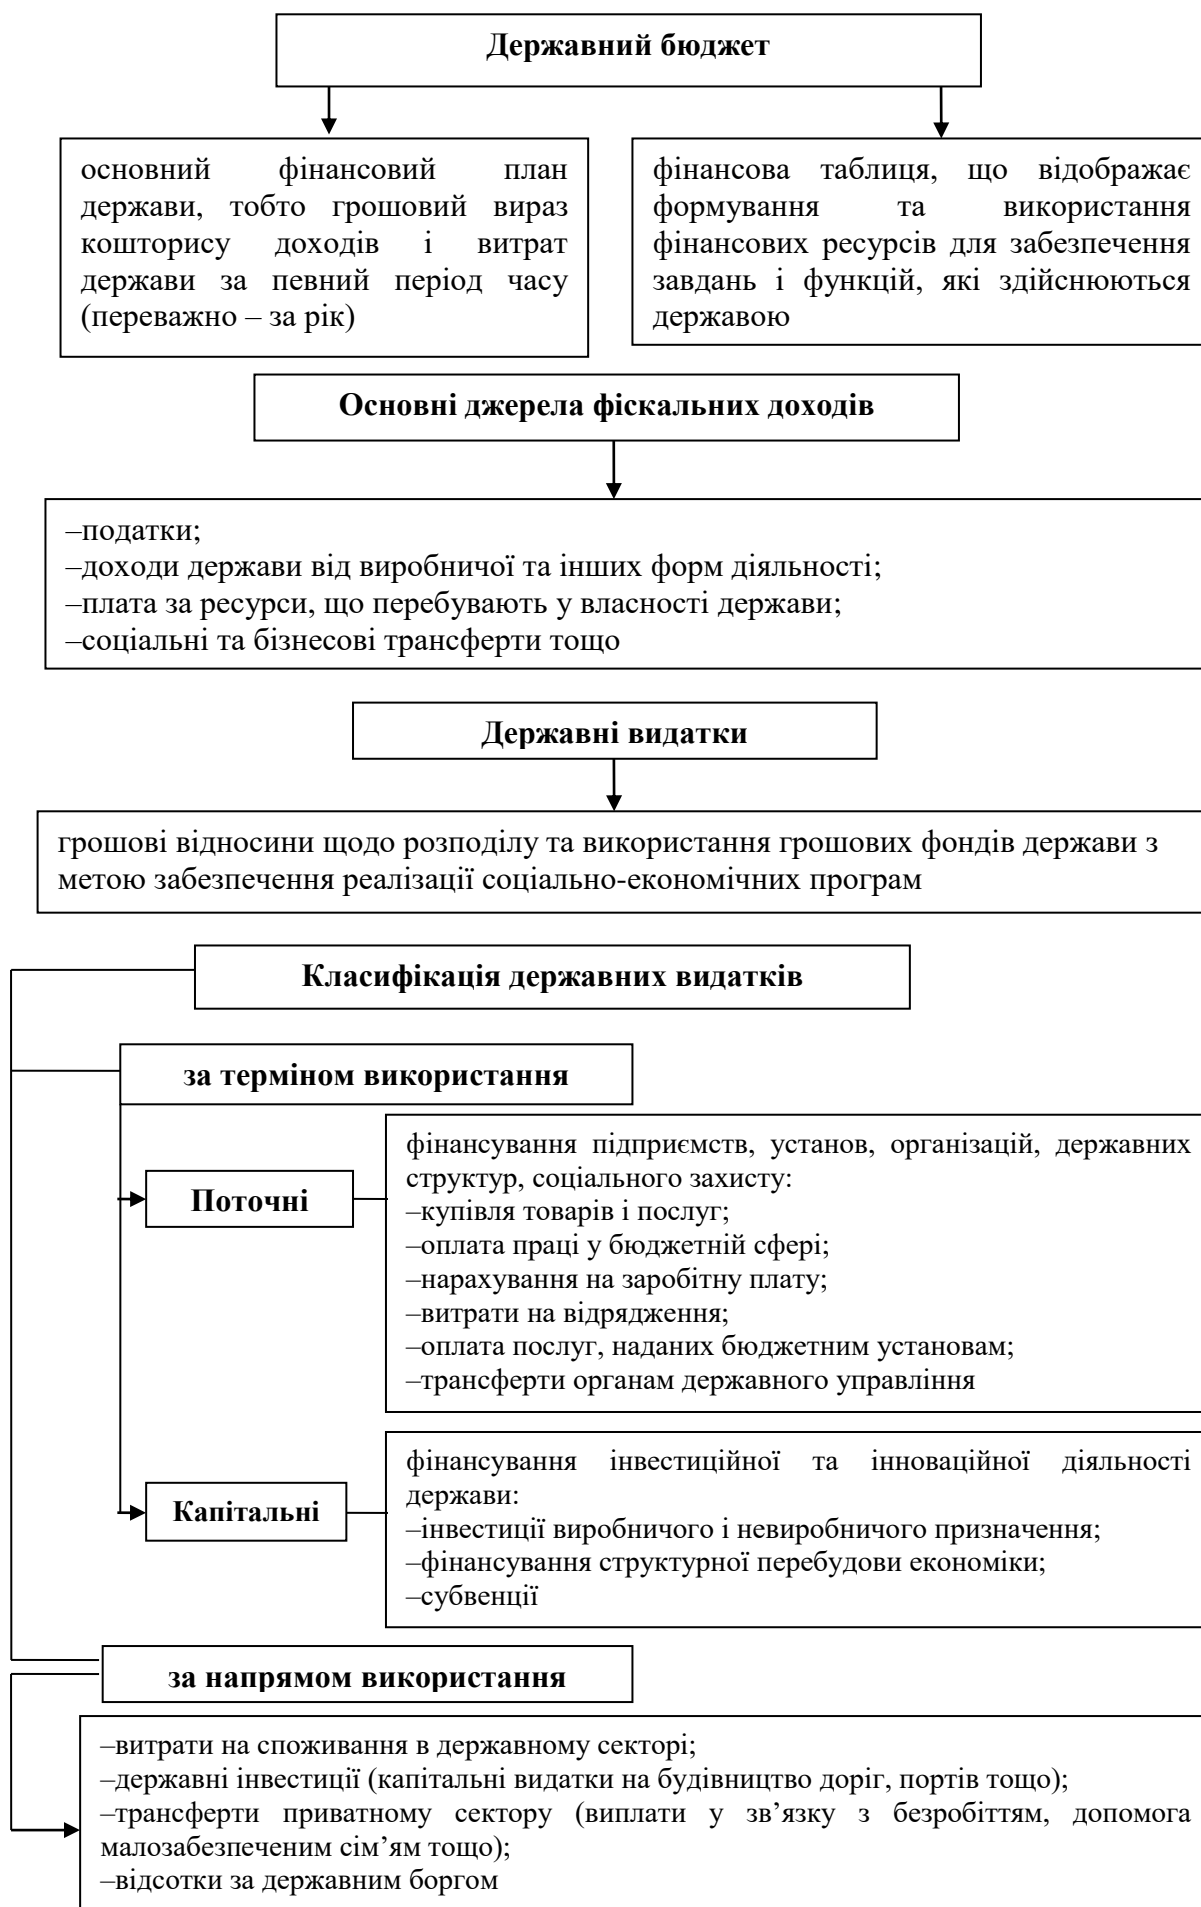 Державний бюджет
основний фінансовий план
держави, тобто грошовий вираз
кошторису доходів і витрат
держави за певний період часу
(переважно – за рік)
фінансова таблиця, що відображає
формування та використання
фінансових ресурсів для забезпечення
завдань і функцій, які здійснюються
державою
Основні джерела фіскальних доходів
–податки;
–доходи держави від виробничої та інших форм діяльності;
–плата за ресурси, що перебувають у власності держави;
–соціальні та бізнесові трансферти тощо
Державні видатки
грошові відносини щодо розподілу та використання грошових фондів держави з
метою забезпечення реалізації соціально-економічних програм
Класифікація державних видатків
за терміном використання
Поточні
фінансування підприємств, установ, організацій, державних
структур, соціального захисту:
–купівля товарів і послуг;
–оплата праці у бюджетній сфері;
–нарахування на заробітну плату;
–витрати на відрядження;
–оплата послуг, наданих бюджетним установам;
–трансферти органам державного управління
Капітальні
фінансування інвестиційної та інноваційної діяльності
держави:
–інвестиції виробничого і невиробничого призначення;
–фінансування структурної перебудови економіки;
–субвенції
за напрямом використання
–витрати на споживання в державному секторі;
–державні інвестиції (капітальні видатки на будівництво доріг, портів тощо);
–трансферти приватному сектору (виплати у зв’язку з безробіттям, допомога
малозабезпеченим сім’ям тощо);
–відсотки за державним боргом